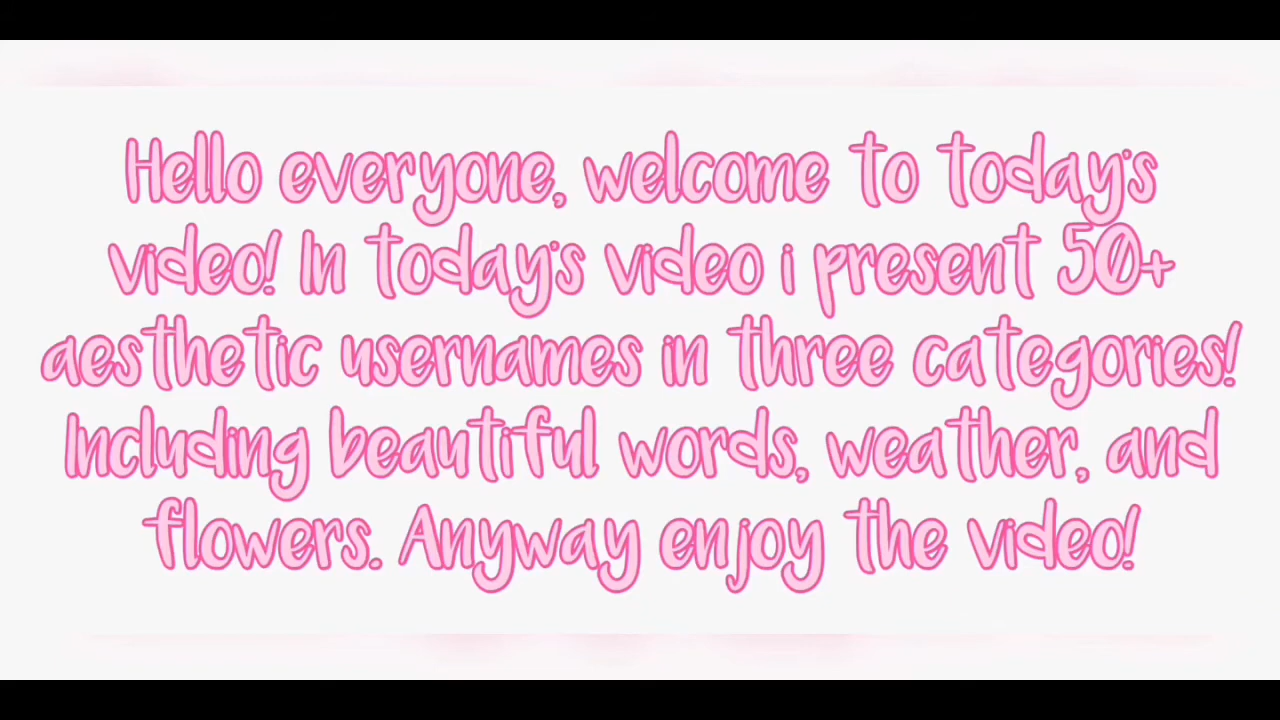 Hello everyone, welcome to today's
video! In today's video i present 50+
aesthetic usernames in three categories!
Including beautiful words, weather, and
flowers. Anyway enjoy the video!